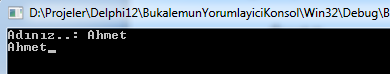 D:\Projeler\Delphi12\BukalemunYorumlayiciKonsol\Win32\Debug\B
Adınız..: Ahmet
Ahmet